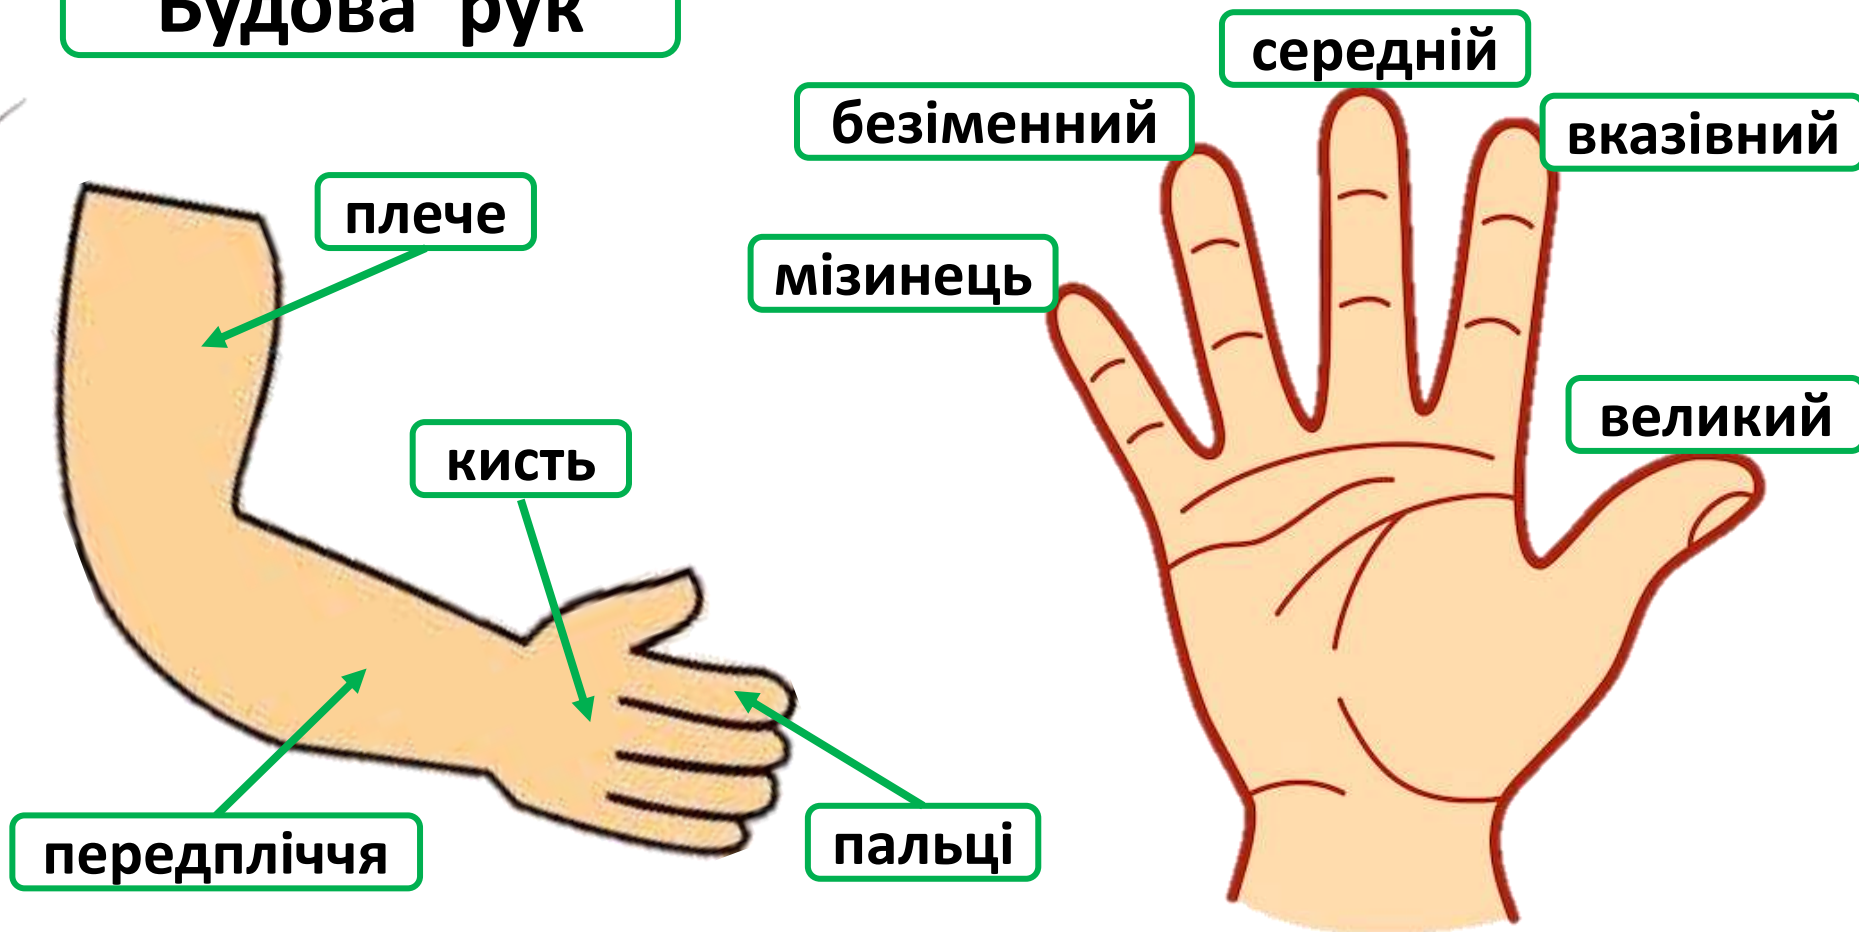 Будова рук
плече
кисть
передпліччя
пальці
середній
безіменний
вказівний
мізинець
великий